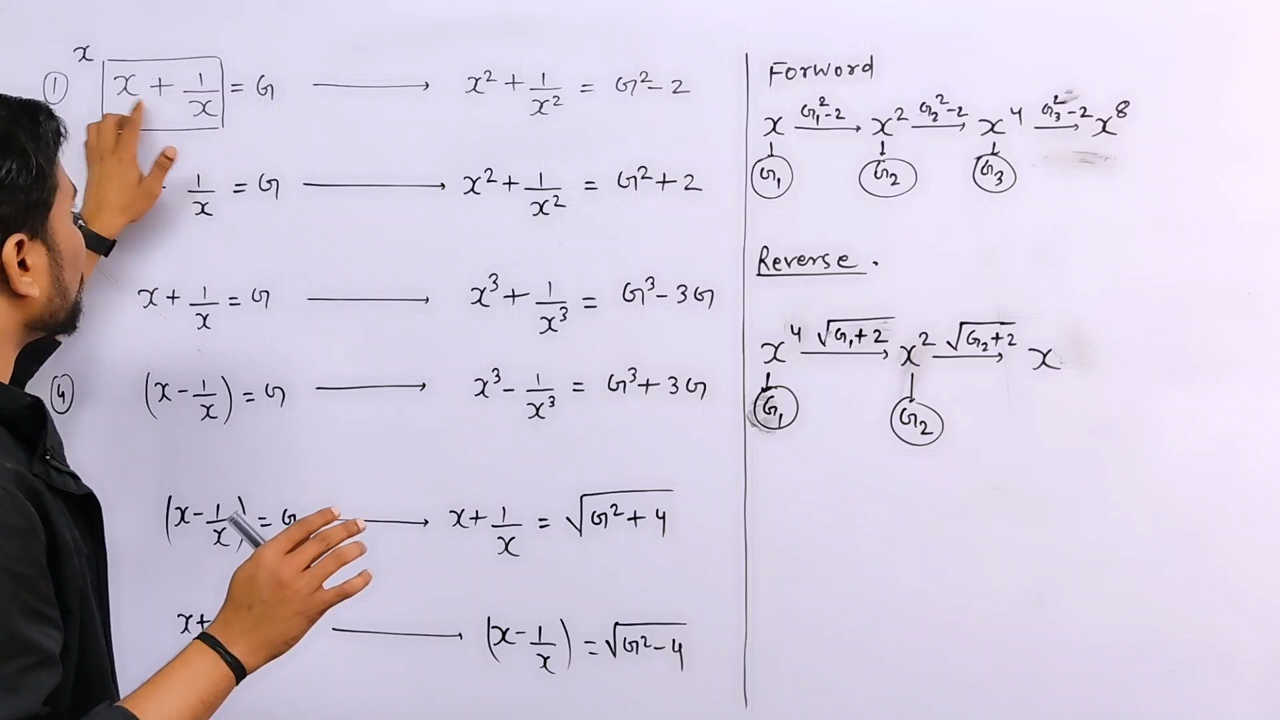 x
① x + 1/x = G ⟶ x² + 1/x² = G² - 2
- 1/x = G ⟶ x² + 1/x² = G² + 2
x + 1/x = G ⟶ x³ + 1/x³ = G³ - 3G
④ (x - 1/x) = G ⟶ x³ - 1/x³ = G³ + 3G
(x - 1/x) = G ⟶ x + 1/x = √(G² + 4)
x+ ⟶ (x - 1/x) = √(G² - 4)
Forword
x G₁²-2 ⟶ x² G₂²-2 ⟶ x⁴ G₃²-2 ⟶ x⁸
G₁ G₂ G₃
Reverse.
x⁴ √(G₁+2) ⟶ x² √(G₂+2) ⟶ x
G₁ G₂